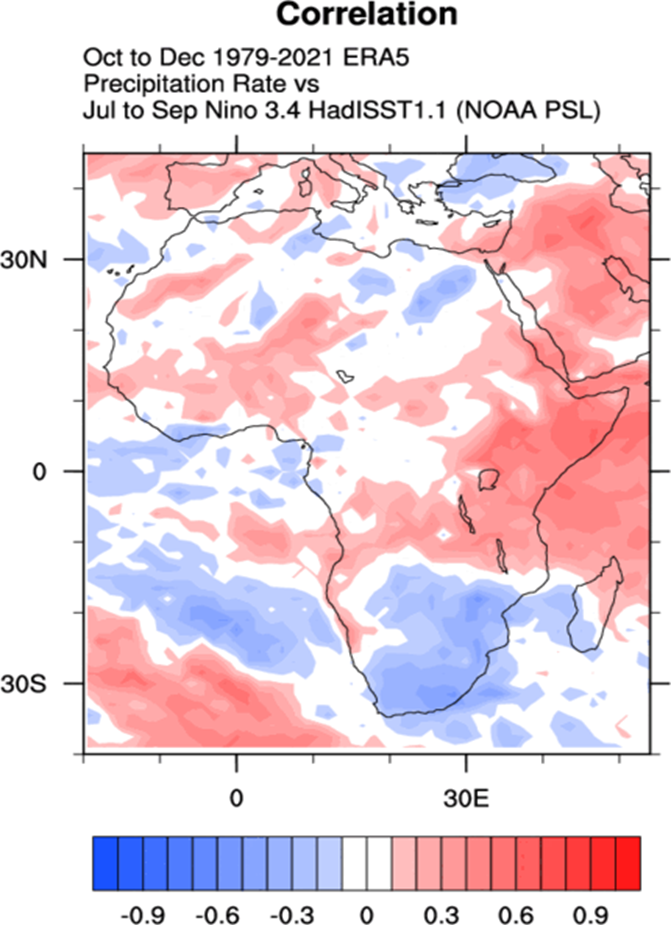 Correlation
Oct to Dec 1979-2021 ERA5
Precipitation Rate vs
Jul to Sep Nino 3.4 HadISST1.1 (NOAA PSL)
30N
0
30S
0 30E
-0.9 -0.6 -0.3 0 0.3 0.6 0.9